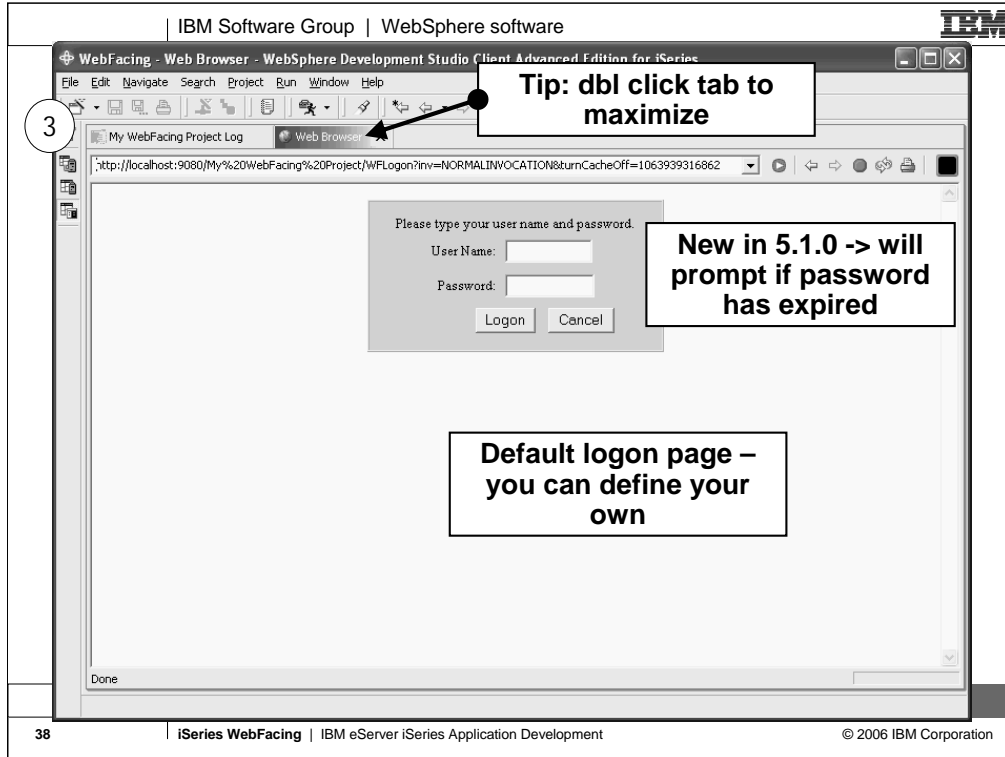 IBM Software Group | WebSphere software
IBM
WebFacing - Web Browser - WebSphere Development Studio Client Advanced Edition for iSeries
File Edit Navigate Search Project Run Window Help
Tip: dbl click tab to
maximize
3
My WebFacing Project Log
Web Browser
http://localhost:9080/My%20WebFacing%20Project/WFLogon?inv=NORMALINVOCATION&turnCacheOff=1063939316862
Please type your user name and password.
User Name:
Password:
Logon Cancel
New in 5.1.0 -> will
prompt if password
has expired
Default logon page –
you can define your
own
Done
38
iSeries WebFacing | IBM eServer iSeries Application Development
© 2006 IBM Corporation